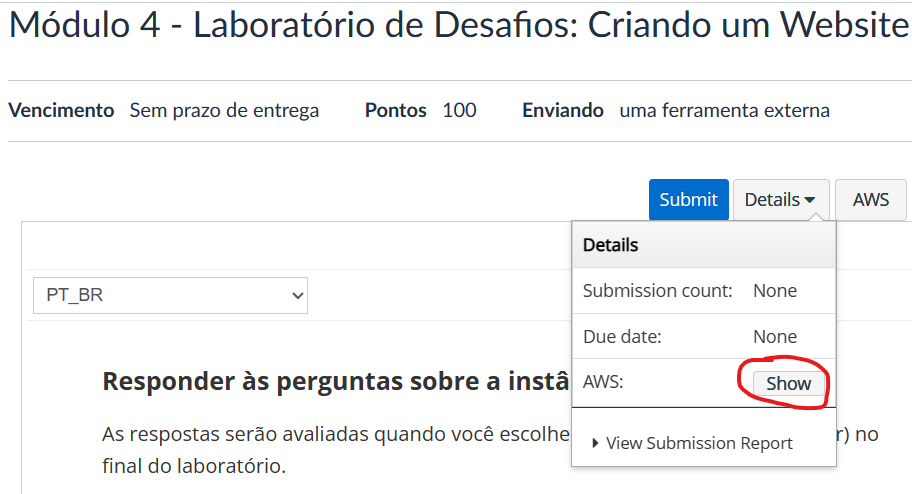 Módulo 4 - Laboratório de Desafios: Criando um Website
Vencimento Sem prazo de entrega Pontos 100 Enviando uma ferramenta externa
Submit Details AWS
Details
Submission count: None
PT_BR
Due date: None
AWS: Show
Responder às perguntas sobre a instâ
View Submission Report
As respostas serão avaliadas quando você escolhe r) no
final do laboratório.